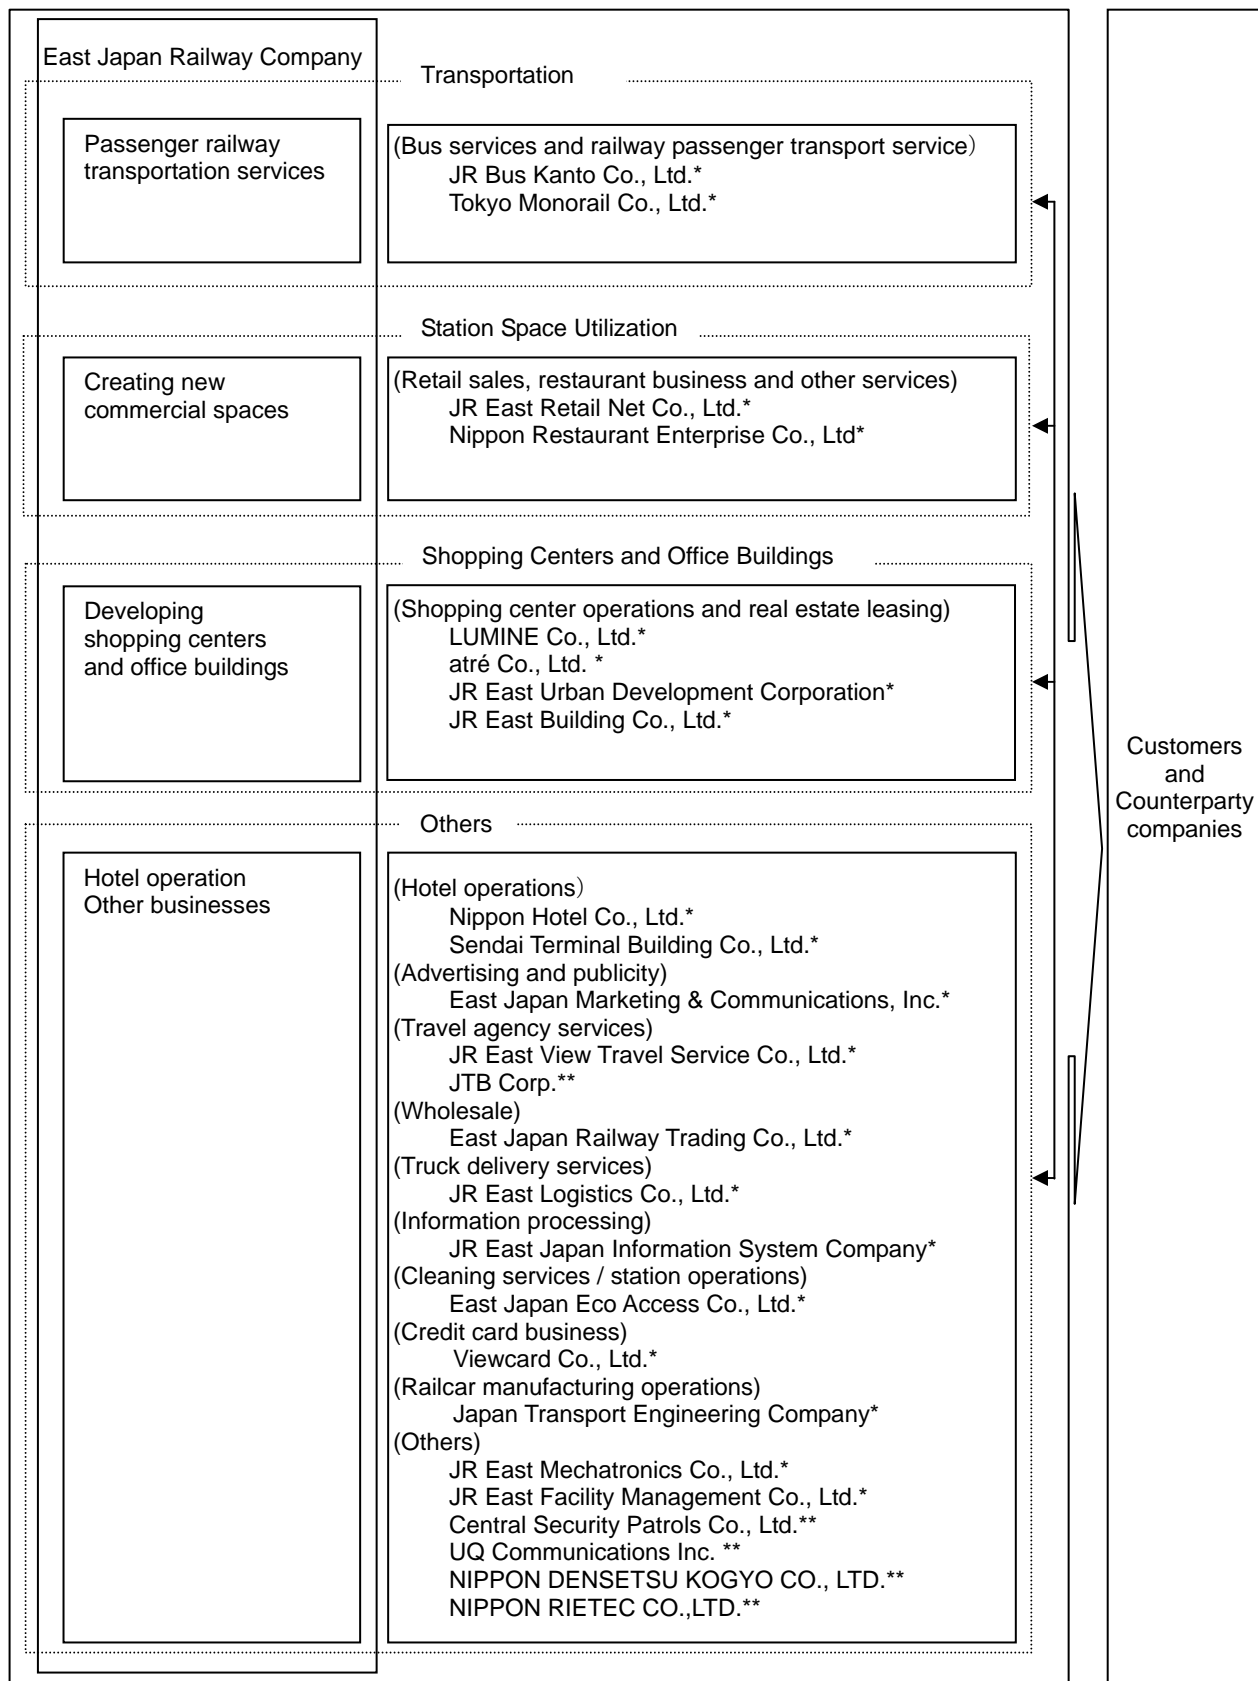 East Japan Railway Company
Transportation
Passenger railway
transportation services
(Bus services and railway passenger transport service）
JR Bus Kanto Co., Ltd.*
Tokyo Monorail Co., Ltd.*
Station Space Utilization
Creating new
commercial spaces
(Retail sales, restaurant business and other services)
JR East Retail Net Co., Ltd.*
Nippon Restaurant Enterprise Co., Ltd*
Shopping Centers and Office Buildings
Developing
shopping centers
and office buildings
(Shopping center operations and real estate leasing)
LUMINE Co., Ltd.*
atré Co., Ltd. *
JR East Urban Development Corporation*
JR East Building Co., Ltd.*
Others
Hotel operation
Other businesses
(Hotel operations）
Nippon Hotel Co., Ltd.*
Sendai Terminal Building Co., Ltd.*
(Advertising and publicity)
East Japan Marketing & Communications, Inc.*
(Travel agency services)
JR East View Travel Service Co., Ltd.*
JTB Corp.**
(Wholesale)
East Japan Railway Trading Co., Ltd.*
(Truck delivery services)
JR East Logistics Co., Ltd.*
(Information processing)
JR East Japan Information System Company*
(Cleaning services / station operations)
East Japan Eco Access Co., Ltd.*
(Credit card business)
Viewcard Co., Ltd.*
(Railcar manufacturing operations)
Japan Transport Engineering Company*
(Others)
JR East Mechatronics Co., Ltd.*
JR East Facility Management Co., Ltd.*
Central Security Patrols Co., Ltd.**
UQ Communications Inc. **
NIPPON DENSETSU KOGYO CO., LTD.**
NIPPON RIETEC CO.,LTD.**
Customers
and
Counterparty
companies